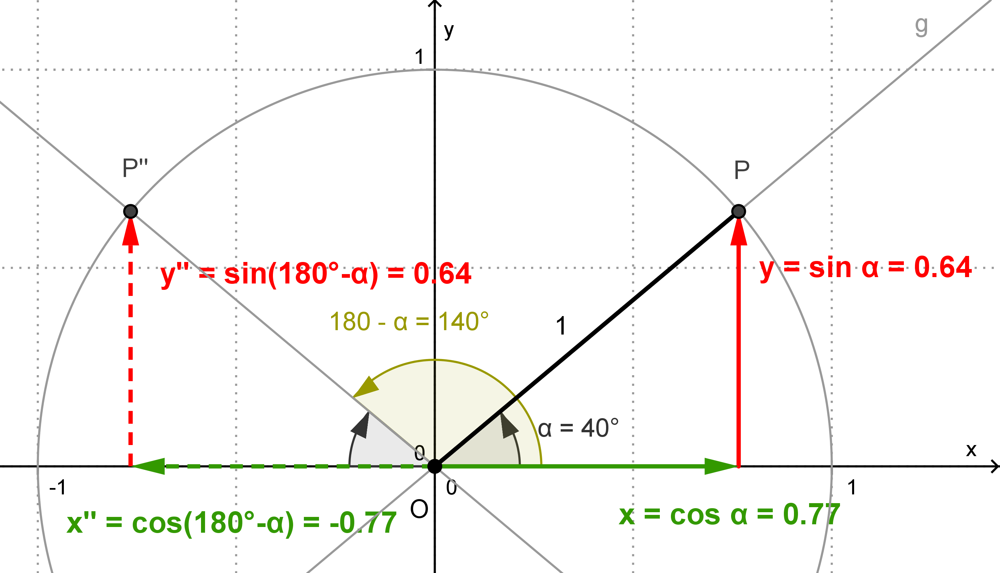 g
y
1
P"
P
y = sin α = 0.64
y" = sin(180°-α) = 0.64
180 - α = 140°
1
α = 40°
0
x
-1
0
1
O
x = cos α = 0.77
x" = cos(180°-α) = -0.77